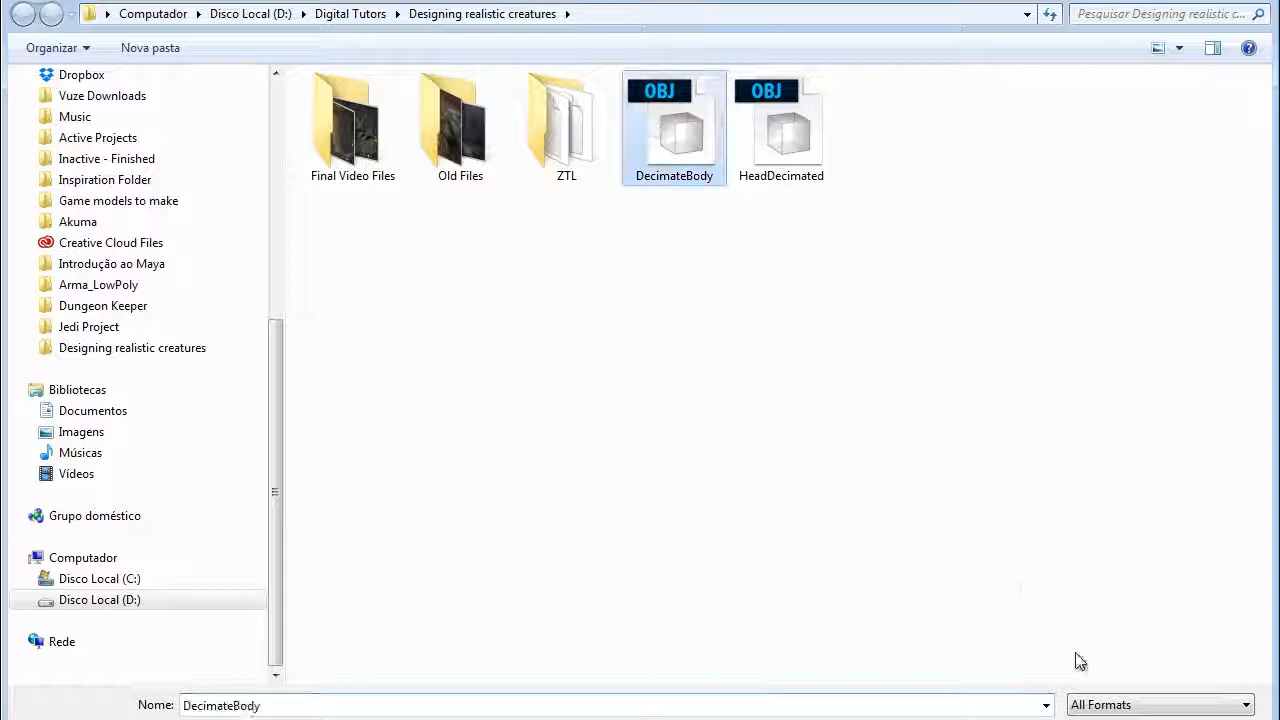 Computador Disco Local (D:) Digital Tutors Designing realistic creatures
Pesquisar Designing realistic c...
Organizar Nova pasta
Dropbox
DVDs Downloads
Music
Active Projects
Inactive - Finished
Inspiration Folder
Game models to make
Akuma
Creative Cloud Files
Introdução ao Maya
Arma_LowPoly
Dungeon Keeper
Jedi Project
Designing realistic creatures
Bibliotecas
Documentos
Imagens
Músicas
Vídeos
Grupo doméstico
Computador
Disco Local (C:)
Disco Local (D:)
Rede
OBJ OBJ
Final Video Files Old Files ZTL DecimateBody HeadDecimated
Nome: DecimateBody All Formats